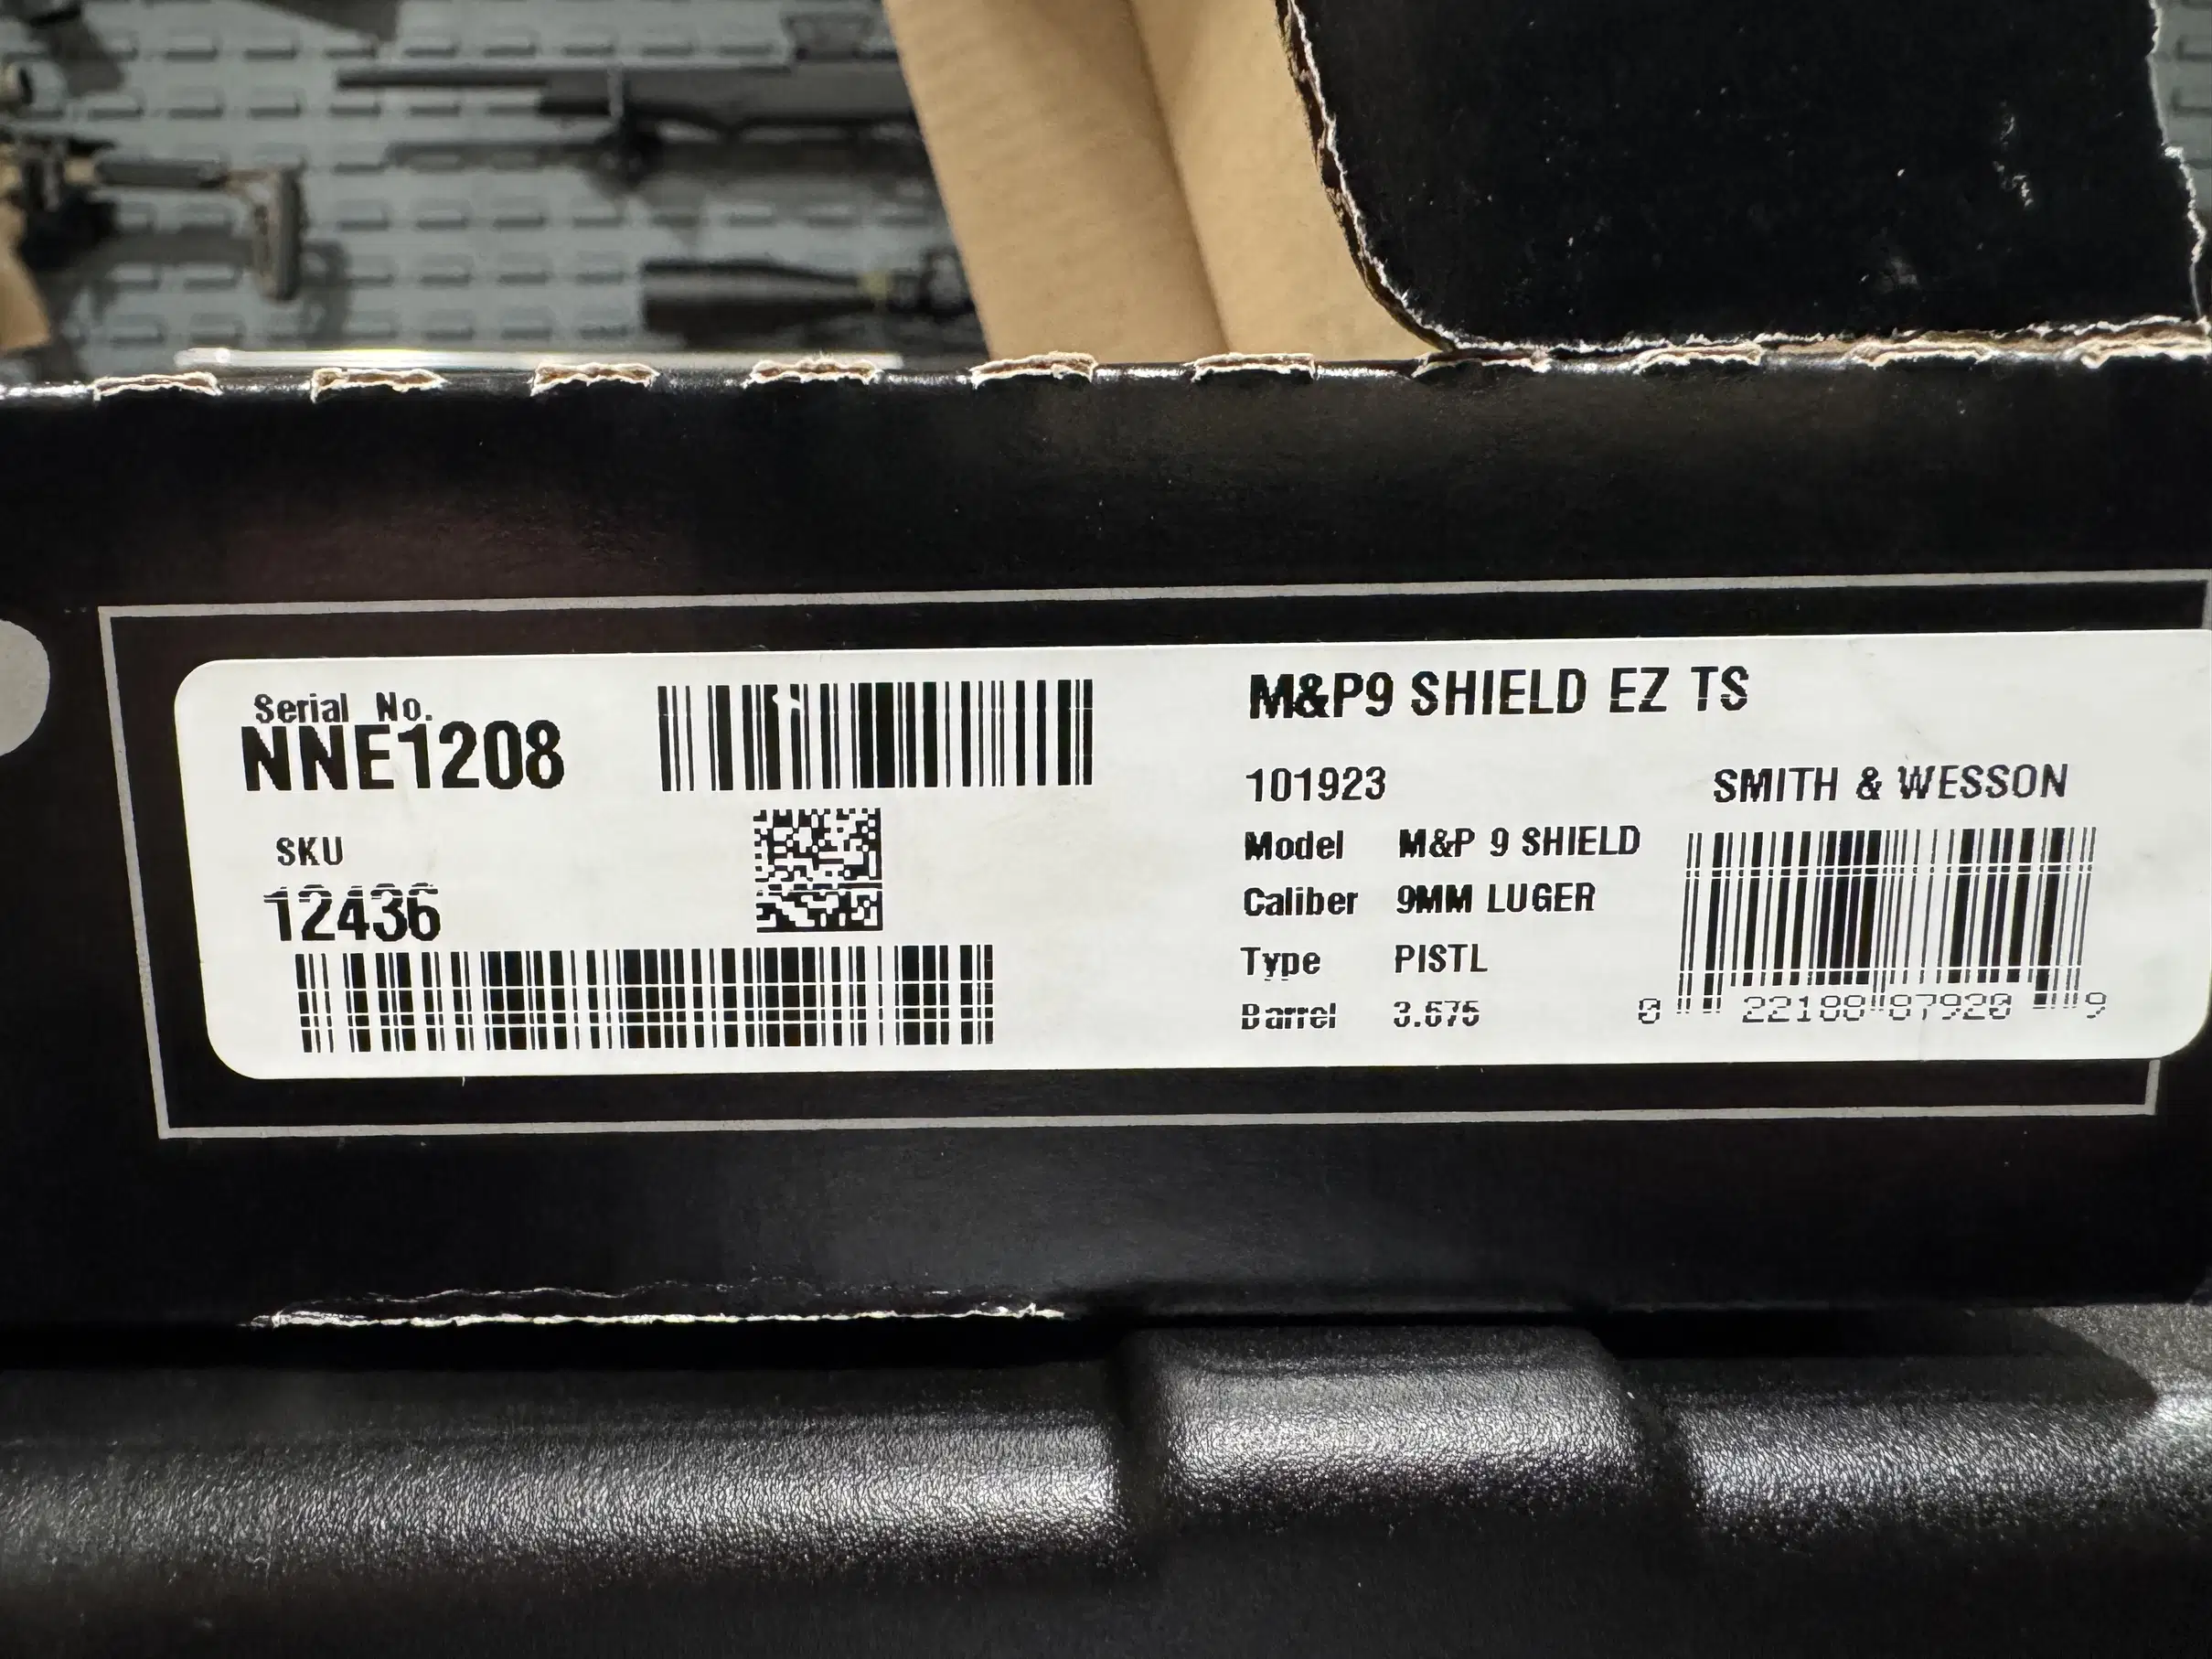 Serial No.
NNE1208
SKU
12436
M&P9 SHIELD EZ TS
101923
SMITH & WESSON
Model M&P 9 SHIELD
Caliber 9MM LUGER
Type PISTL
Barrel 3.675
0 22188 87920 9